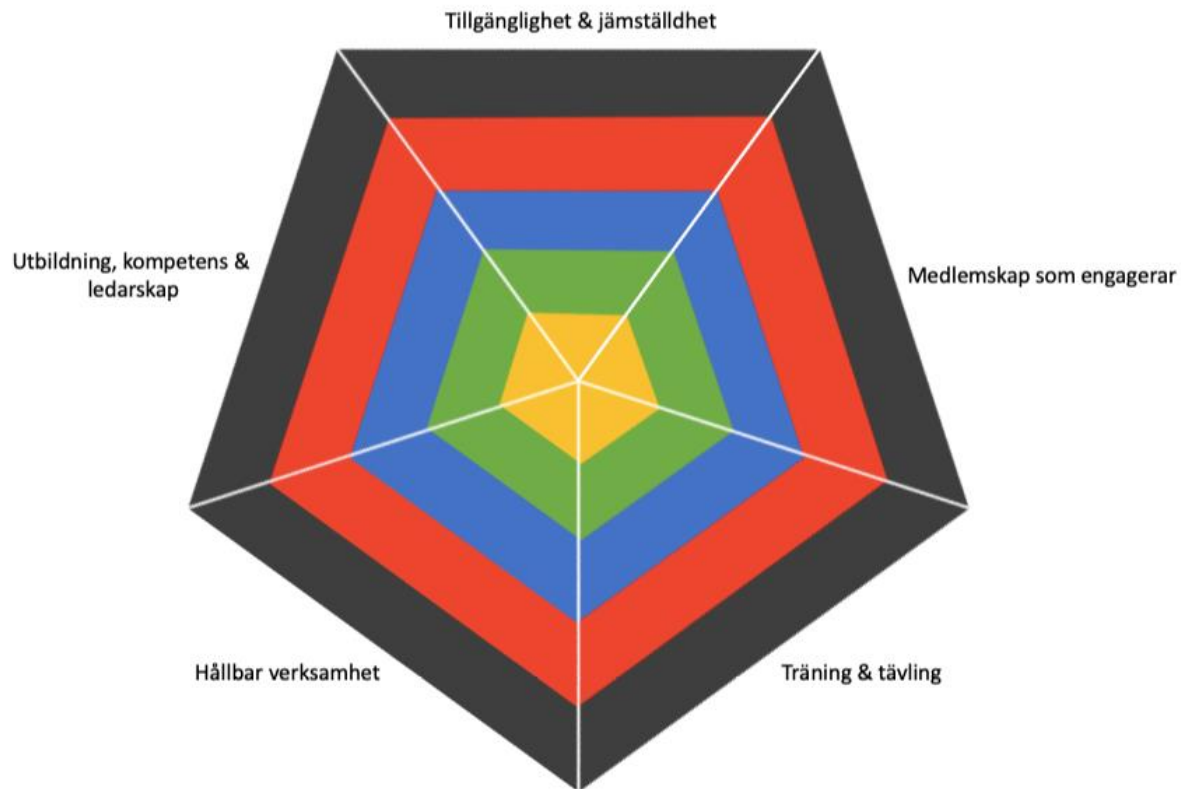 Tillgänglighet & jämställdhet
Utbildning, kompetens &
ledarskap
Medlemskap som engagerar
Hållbar verksamhet
Träning & tävling